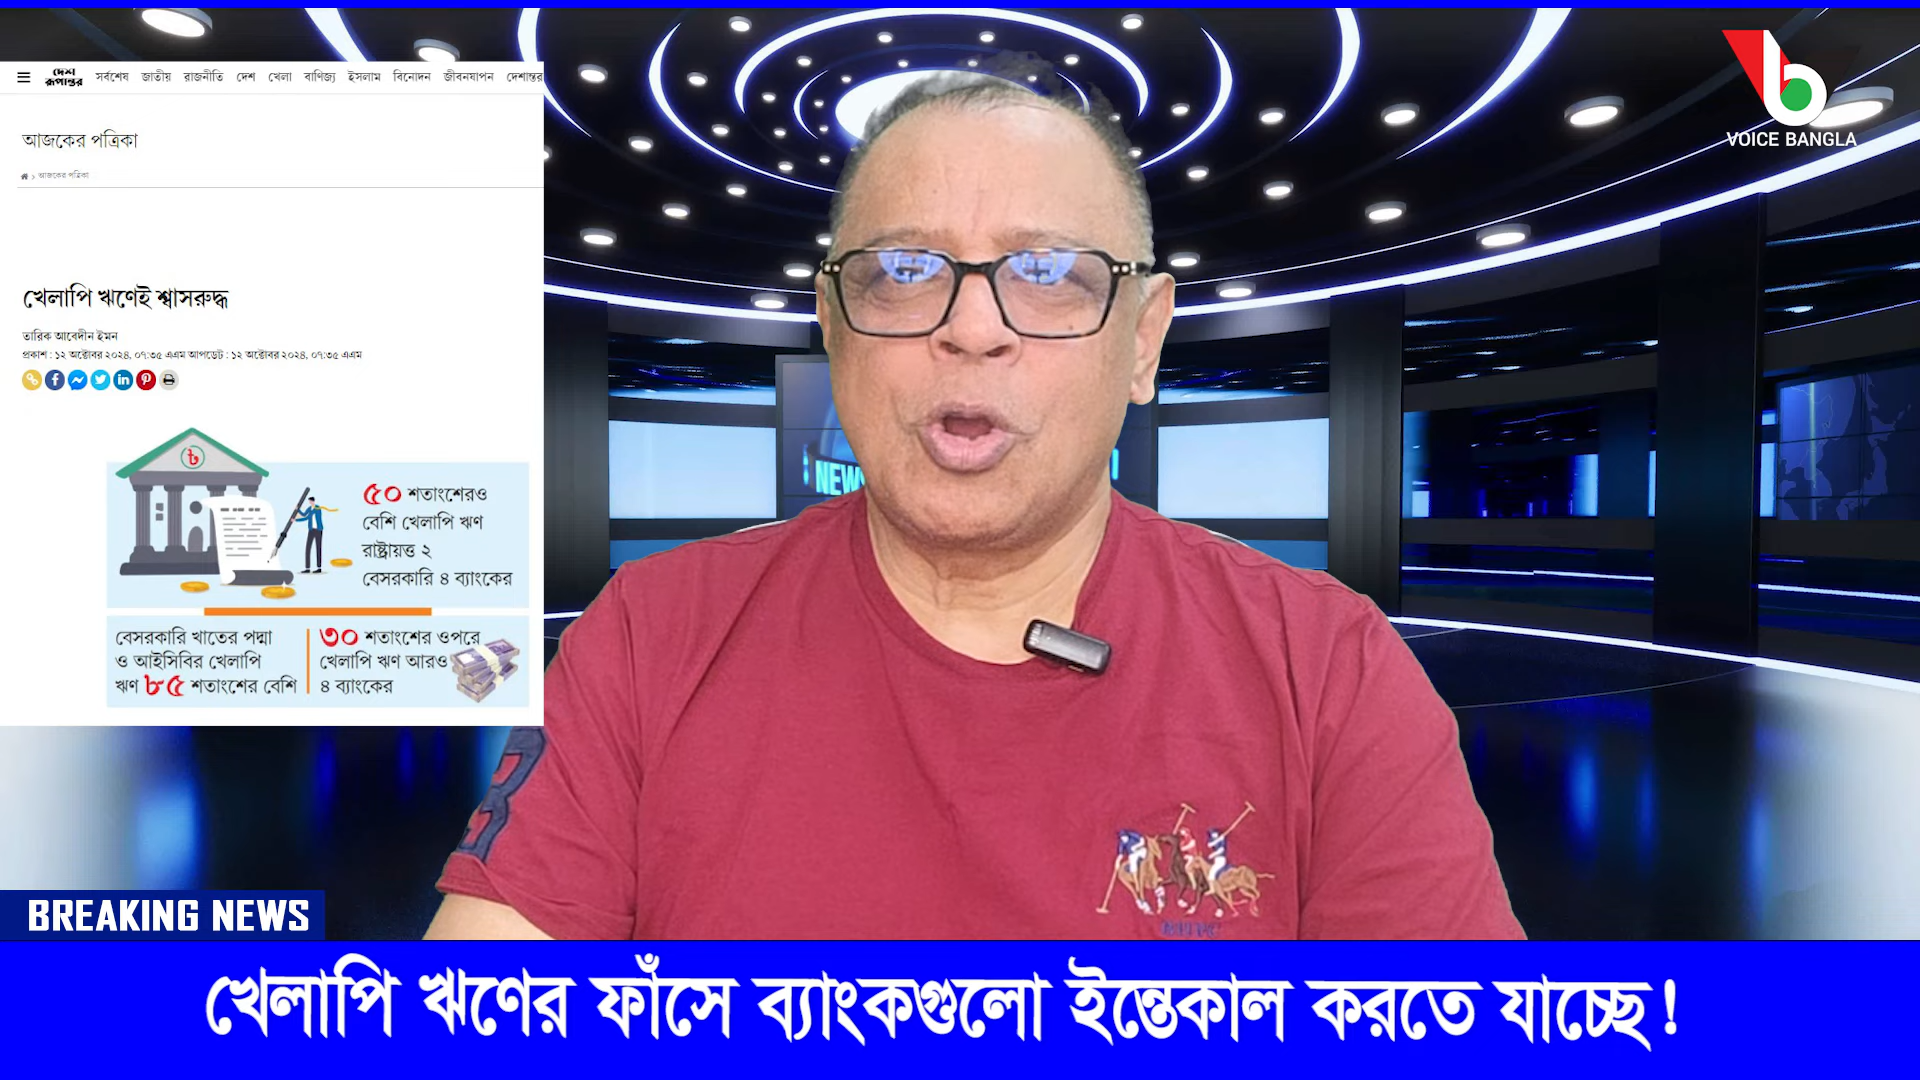 দেশ রূপান্তর
সর্বশেষ জাতীয় রাজনীতি দেশ খেলা বাণিজ্য ইসলাম বিনোদন জীবনযাপন দেশান্তর
আজকের পত্রিকা
আজকের পত্রিকা
খেলাপি ঋণেই শ্বাসরুদ্ধ
তারিক আবেদীন ইমন
প্রকাশ : ১২ অক্টোবর ২০২৪, ০৭:৩৫ এএম আপডেট : ১২ অক্টোবর ২০২৪, ০৭:৩৫ এএম
৳
৫০ শতাংশেরও
বেশি খেলাপি ঋণ
রাষ্ট্রায়ত্ত ২
বেসরকারি ৪ ব্যাংকের
বেসরকারি খাতের পদ্মা
ও আইসিবির খেলাপি
ঋণ ৮৫ শতাংশের বেশি
৩০ শতাংশের ওপরে
খেলাপি ঋণ আরও
৪ ব্যাংকের
VOICE BANGLA
NEWS
3
BREAKING NEWS
খেলাপি ঋণের ফাঁসে ব্যাংকগুলো ইন্তেকাল করতে যাচ্ছে!